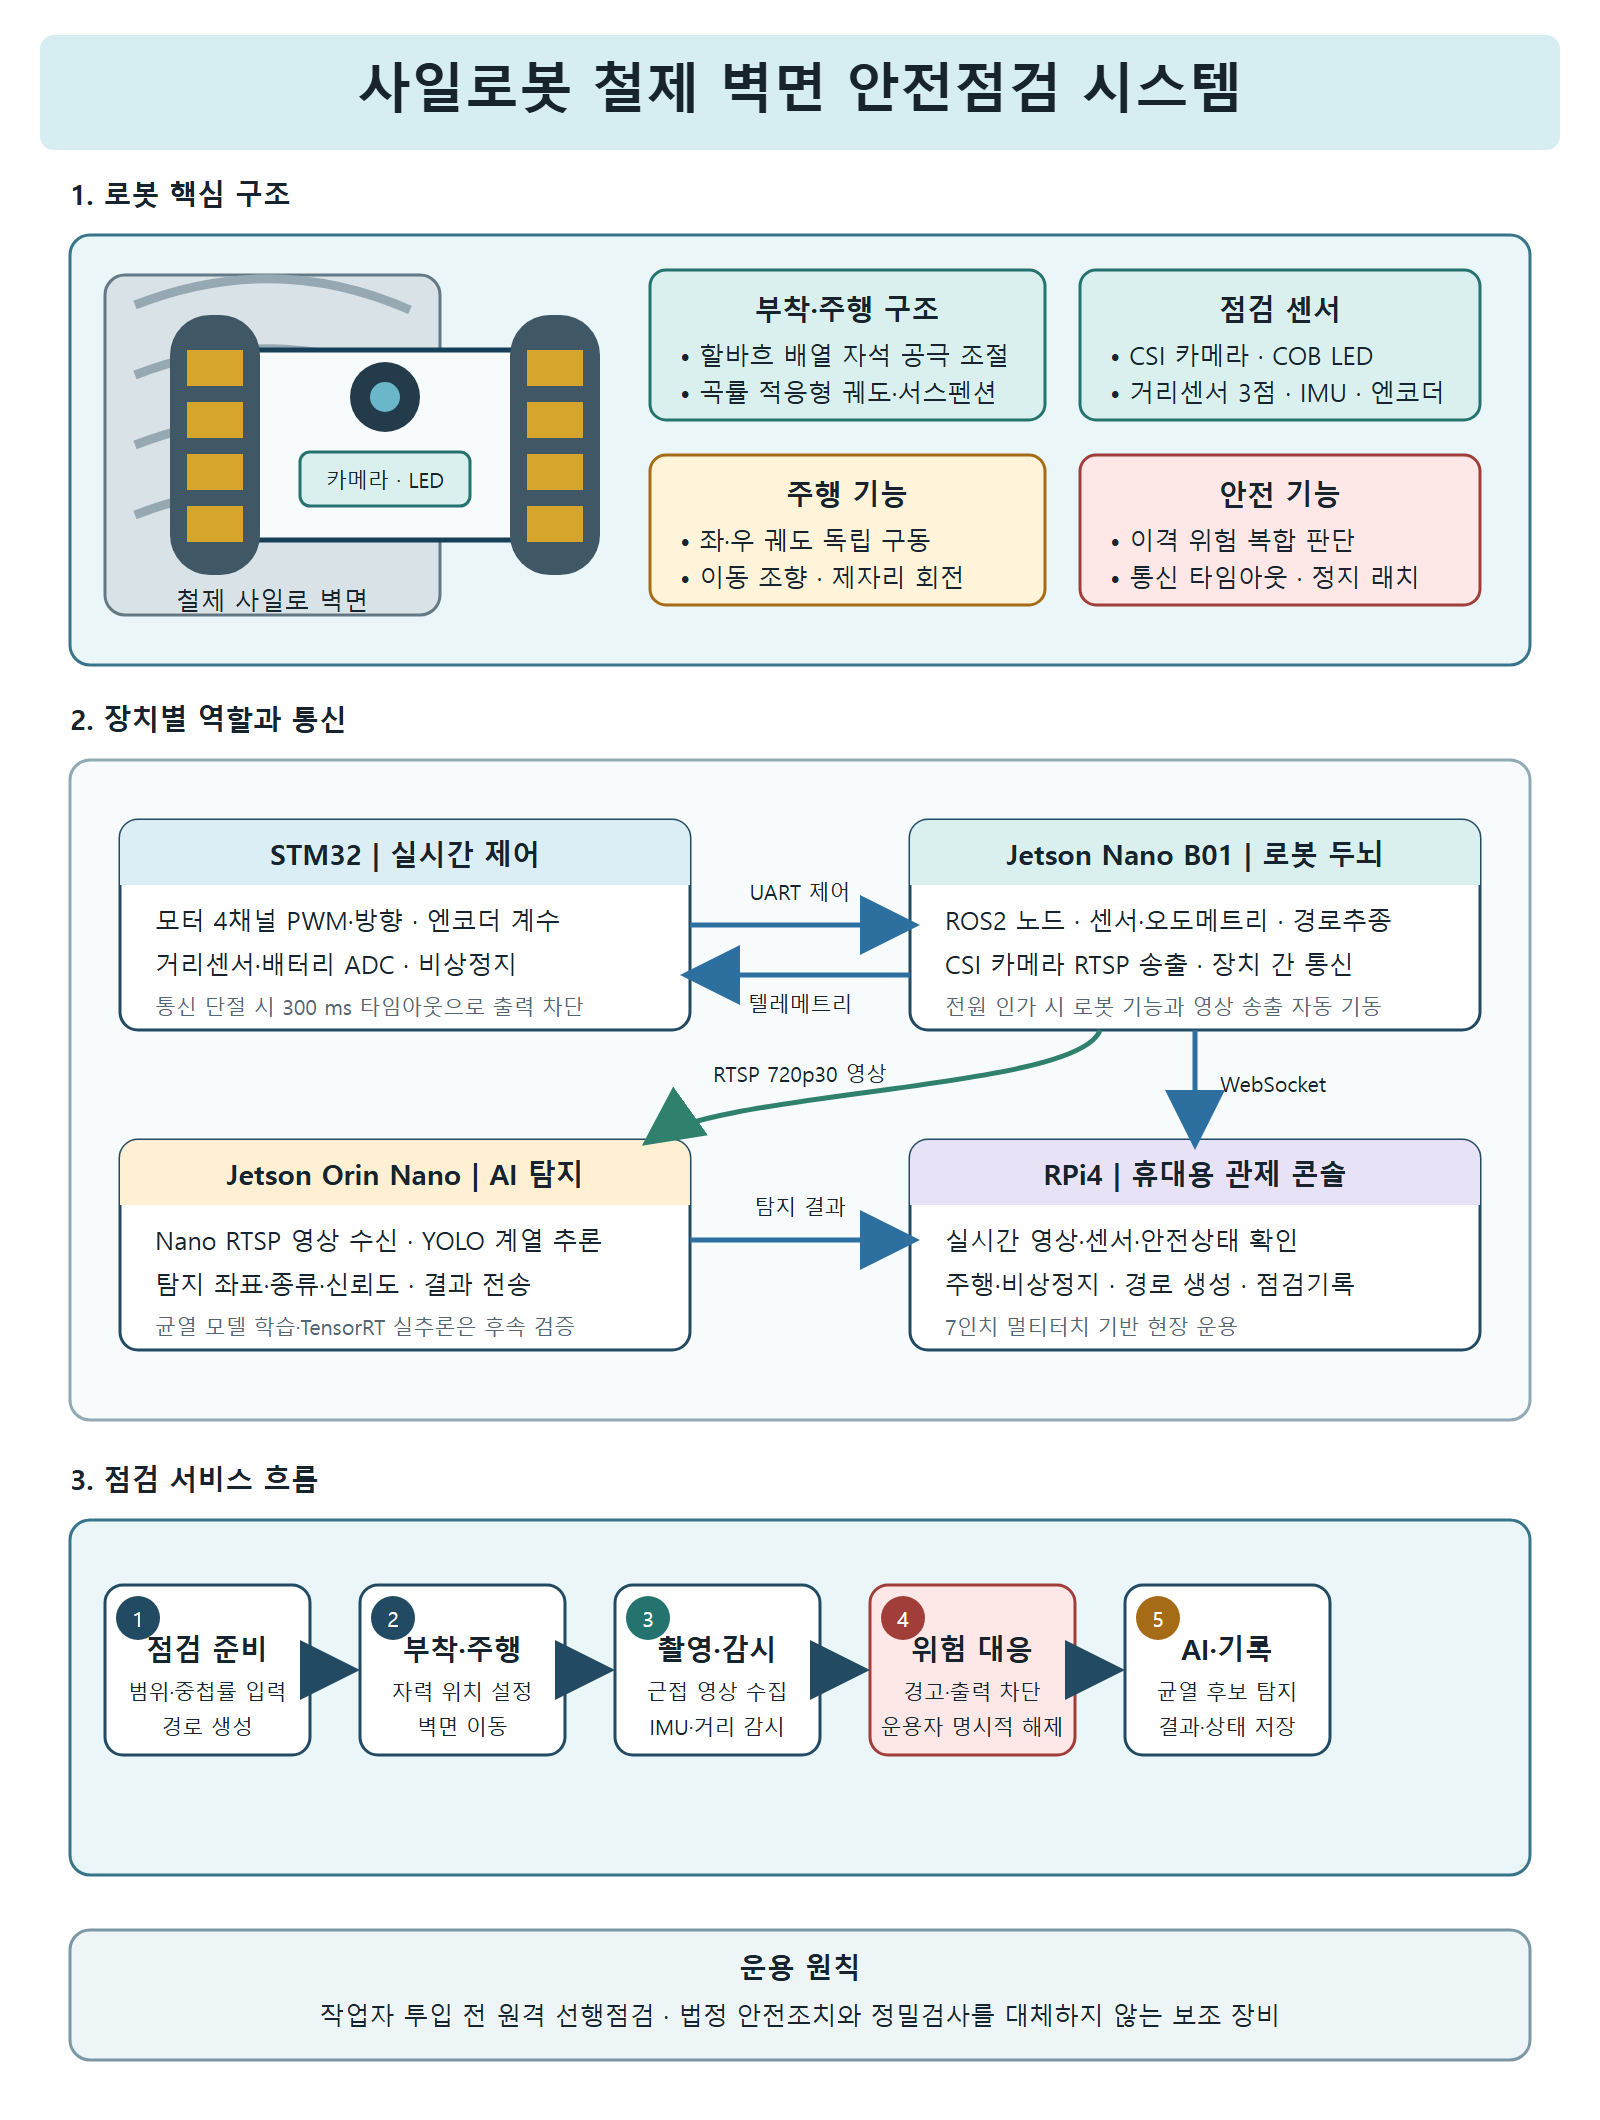 사일로봇 철제 벽면 안전점검 시스템
1. 로봇 핵심 구조
카메라 · LED
철제 사일로 벽면
부착·주행 구조
• 할바흐 배열 자석 공극 조절
• 곡률 적응형 궤도·서스펜션
점검 센서
• CSI 카메라 · COB LED
• 거리센서 3점 · IMU · 엔코더
주행 기능
• 좌·우 궤도 독립 구동
• 이동 조향 · 제자리 회전
안전 기능
• 이격 위험 복합 판단
• 통신 타임아웃 · 정지 래치
2. 장치별 역할과 통신
STM32 | 실시간 제어
모터 4채널 PWM·방향 · 엔코더 계수
거리센서·배터리 ADC · 비상정지
통신 단절 시 300 ms 타임아웃으로 출력 차단
UART 제어
텔레메트리
Jetson Nano B01 | 로봇 두뇌
ROS2 노드 · 센서·오도메트리 · 경로추종
CSI 카메라 RTSP 송출 · 장치 간 통신
전원 인가 시 로봇 기능과 영상 송출 자동 기동
RTSP 720p30 영상
WebSocket
Jetson Orin Nano | AI 탐지
Nano RTSP 영상 수신 · YOLO 계열 추론
탐지 좌표·종류·신뢰도 · 결과 전송
균열 모델 학습·TensorRT 실추론은 후속 검증
탐지 결과
RPi4 | 휴대용 관제 콘솔
실시간 영상·센서·안전상태 확인
주행·비상정지 · 경로 생성 · 점검기록
7인치 멀티터치 기반 현장 운용
3. 점검 서비스 흐름
1
점검 준비
범위·중첩률 입력
경로 생성
2
부착·주행
자력 위치 설정
벽면 이동
3
촬영·감시
근접 영상 수집
IMU·거리 감시
4
위험 대응
경고·출력 차단
운용자 명시적 해제
5
AI·기록
균열 후보 탐지
결과·상태 저장
운용 원칙
작업자 투입 전 원격 선행점검 · 법정 안전조치와 정밀검사를 대체하지 않는 보조 장비